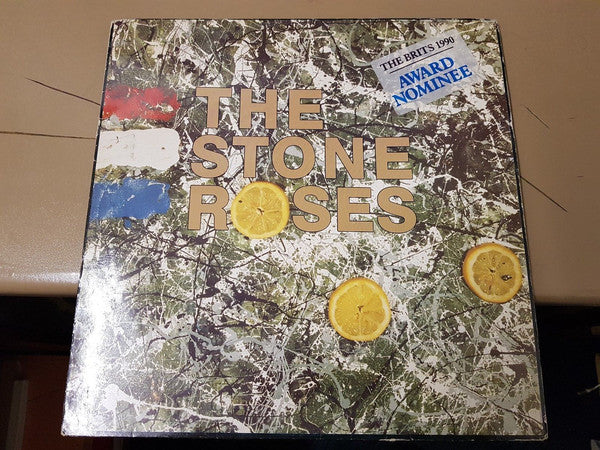 THE BRITS 1990
AWARD
NOMINEE
THE
STONE
ROSES